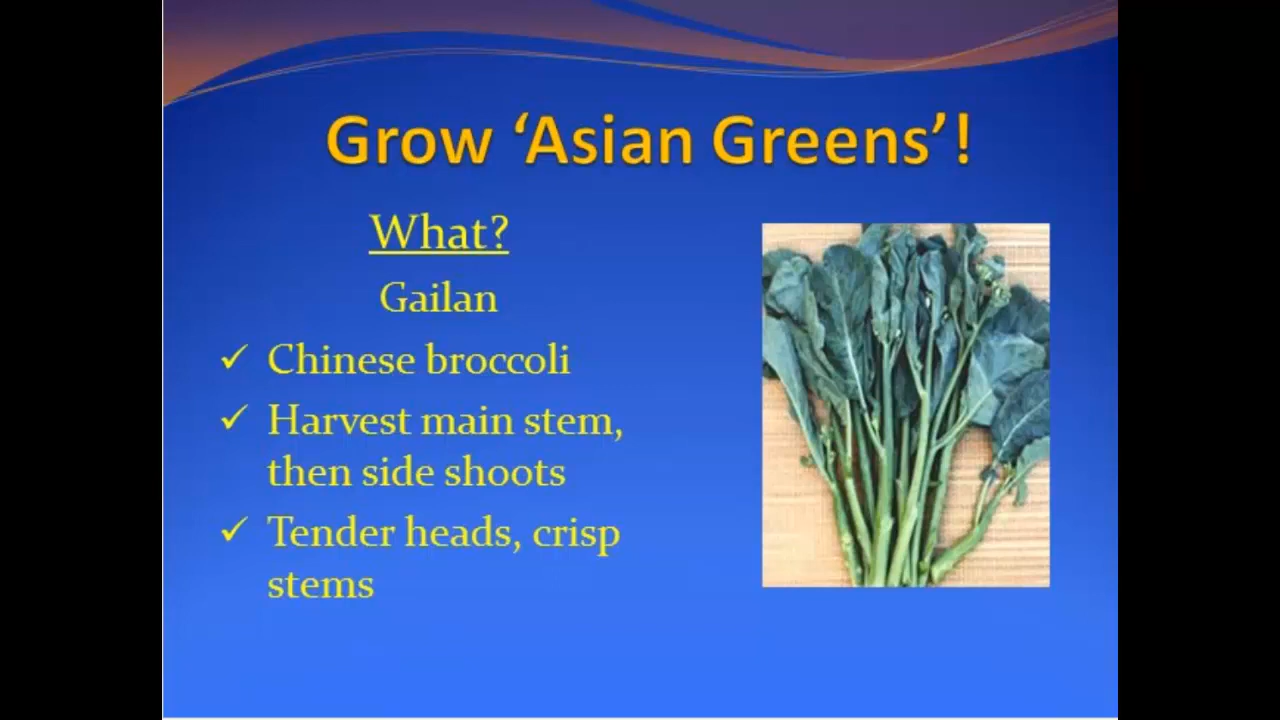 Grow ‘Asian Greens’!
What?
Gailan
✓ Chinese broccoli
✓ Harvest main stem,
then side shoots
✓ Tender heads, crisp
stems